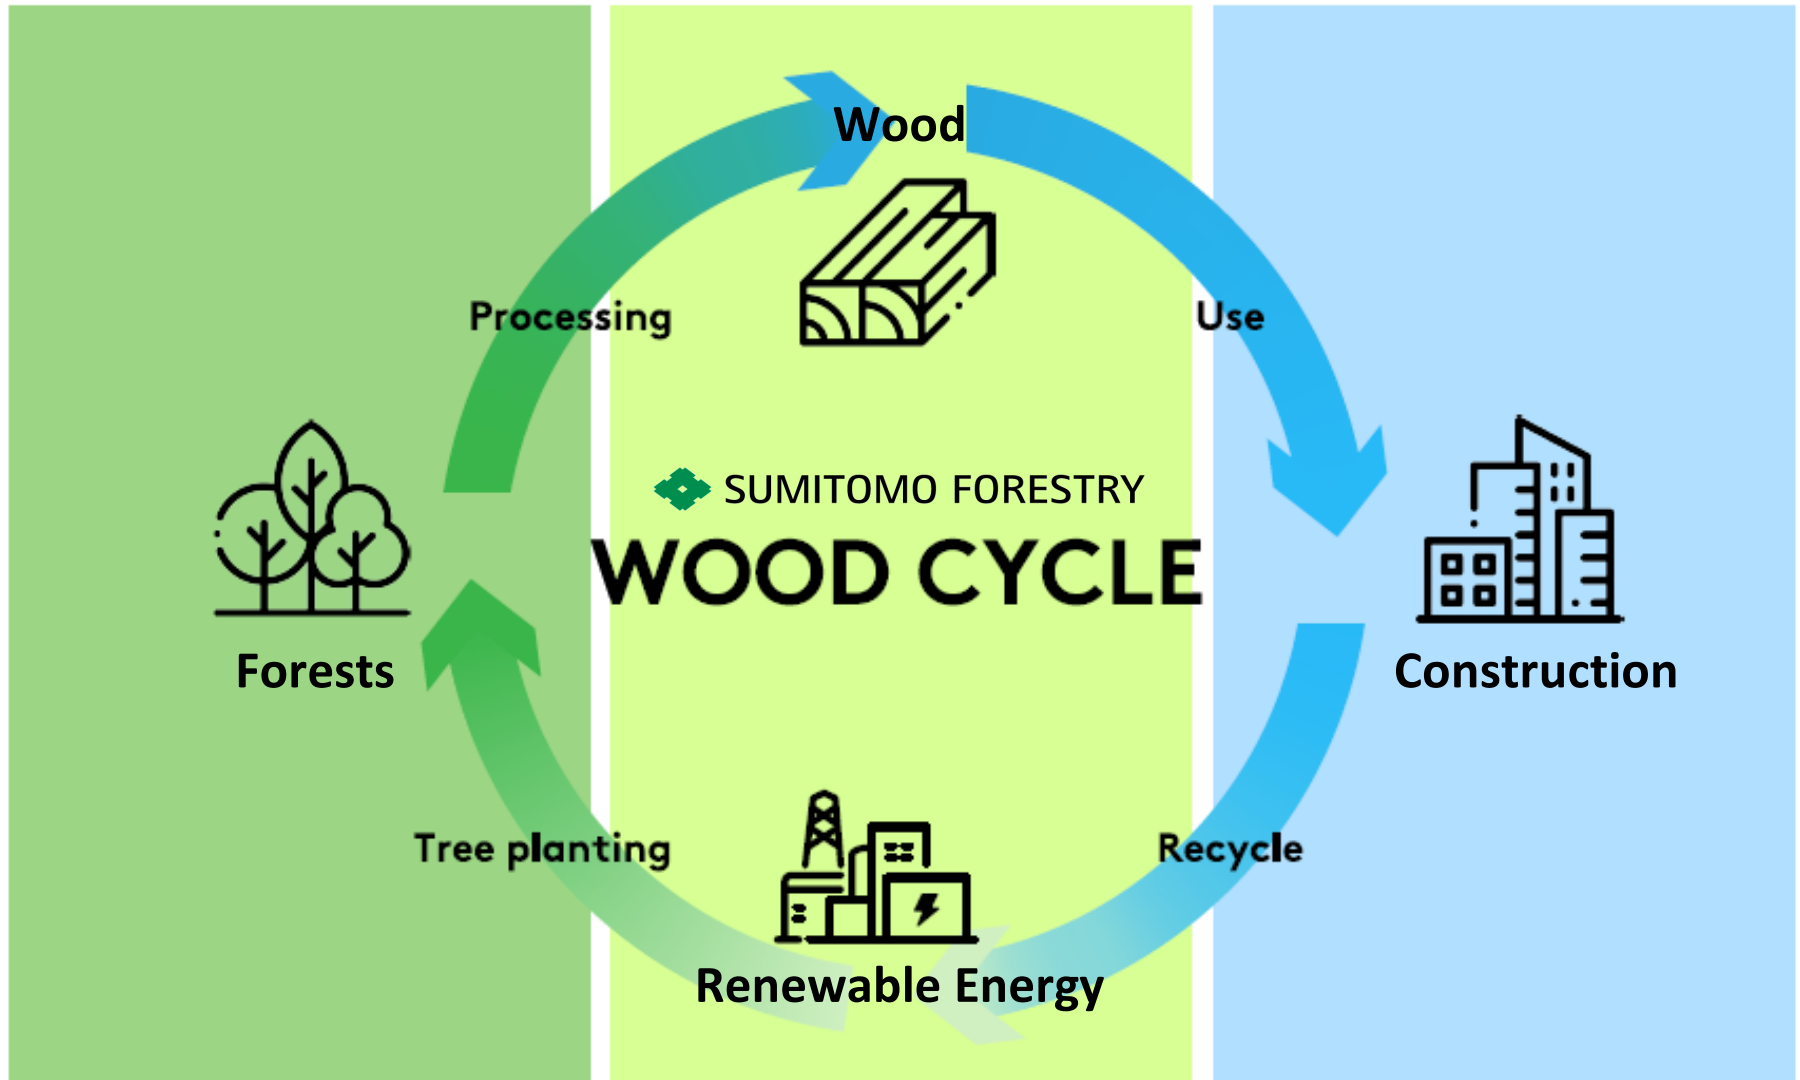 Wood
Processing
Use
SUMITOMO FORESTRY
WOOD CYCLE
Forests
Construction
Tree planting
Recycle
Renewable Energy